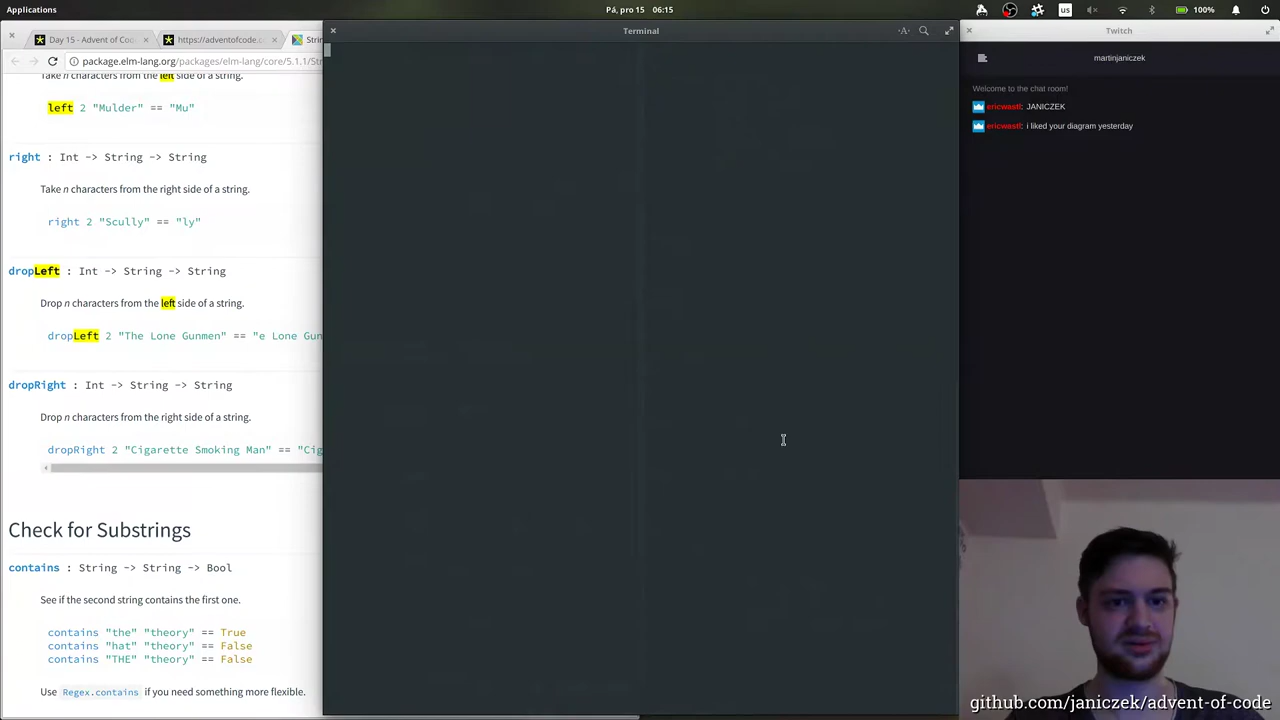 Applications
Pá, pro 15 06:15
us
100%
Day 15 - Advent of Cod
https://adventofcode.
Strin
package.elm-lang.org/packages/elm-lang/core/5.1.1/Str
Take n characters from the left side of a string.
left 2 "Mulder" == "Mu"
right : Int -> String -> String
Take n characters from the right side of a string.
right 2 "Scully" == "ly"
dropLeft : Int -> String -> String
Drop n characters from the left side of a string.
dropLeft 2 "The Lone Gunmen" == "e Lone Gun
dropRight : Int -> String -> String
Drop n characters from the right side of a string.
dropRight 2 "Cigarette Smoking Man" == "Cig
Check for Substrings
contains : String -> String -> Bool
See if the second string contains the first one.
contains "the" "theory" == True
contains "hat" "theory" == False
contains "THE" "theory" == False
Use Regex.contains if you need something more flexible.
Terminal
A
Twitch
martinjaniczek
Welcome to the chat room!
ericwastl: JANICZEK
ericwastl: i liked your diagram yesterday
github.com/janiczek/advent-of-code